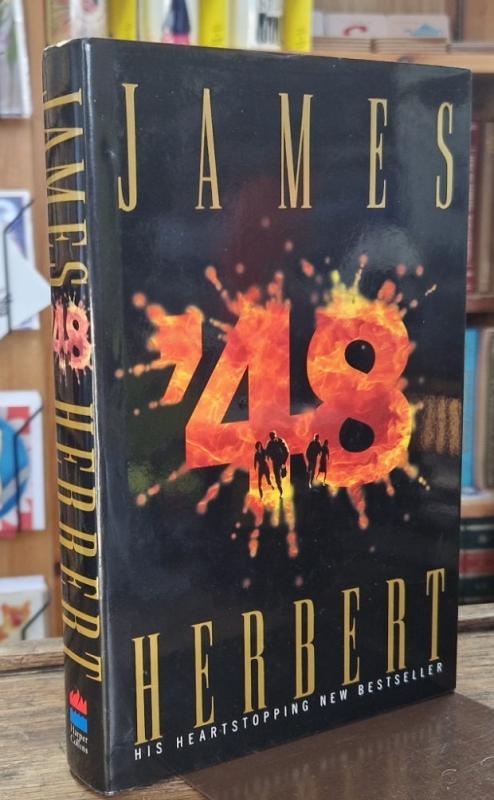 JAMES
'48
HERBERT
HIS HEARTSTOPPING NEW BESTSELLER
JAMES
'48
HERBERT
Harper
Collins